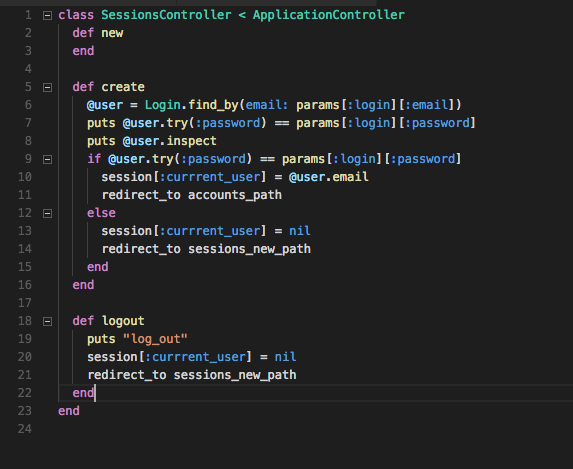 1 class SessionsController < ApplicationController
2 def new
3 end
4
5 def create
6 @user = Login.find_by(email: params[:login][:email])
7 puts @user.try(:password) == params[:login][:password]
8 puts @user.inspect
9 if @user.try(:password) == params[:login][:password]
10 session[:currrent_user] = @user.email
11 redirect_to accounts_path
12 else
13 session[:currrent_user] = nil
14 redirect_to sessions_new_path
15 end
16 end
17
18 def logout
19 puts "log_out"
20 session[:currrent_user] = nil
21 redirect_to sessions_new_path
22 end
23 end
24